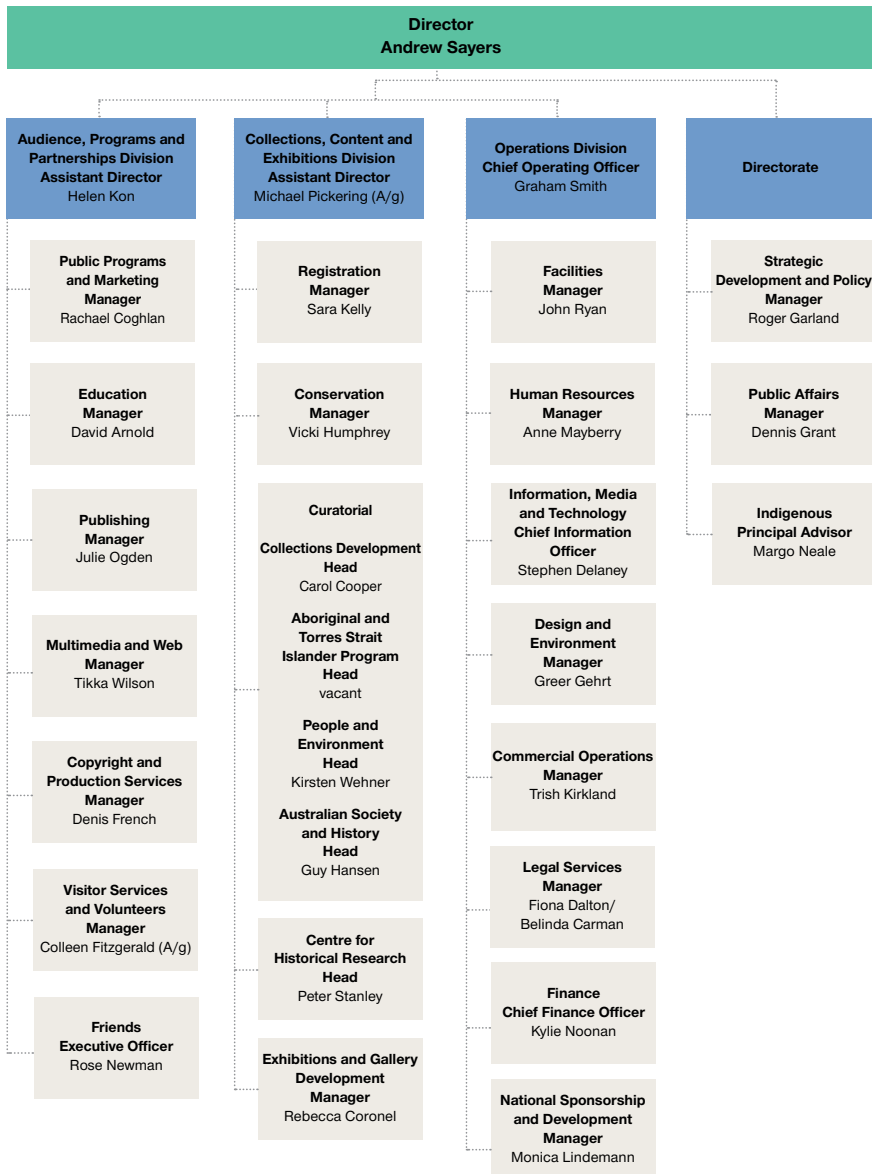 Director
Andrew Sayers
Audience, Programs and
Partnerships Division
Assistant Director
Helen Kon
Public Programs
and Marketing
Manager
Rachael Coghlan
Education
Manager
David Arnold
Publishing
Manager
Julie Ogden
Multimedia and Web
Manager
Tikka Wilson
Copyright and
Production Services
Manager
Denis French
Visitor Services
and Volunteers
Manager
Colleen Fitzgerald (A/g)
Friends
Executive Officer
Rose Newman
Collections, Content and
Exhibitions Division
Assistant Director
Michael Pickering (A/g)
Registration
Manager
Sara Kelly
Conservation
Manager
Vicki Humphrey
Curatorial
Collections Development
Head
Carol Cooper
Aboriginal and
Torres Strait
Islander Program
Head
vacant
People and
Environment
Head
Kirsten Wehner
Australian Society
and History
Head
Guy Hansen
Centre for
Historical Research
Head
Peter Stanley
Exhibitions and Gallery
Development
Manager
Rebecca Coronel
Operations Division
Chief Operating Officer
Graham Smith
Facilities
Manager
John Ryan
Human Resources
Manager
Anne Mayberry
Information, Media
and Technology
Chief Information
Officer
Stephen Delaney
Design and
Environment
Manager
Greer Gehrt
Commercial Operations
Manager
Trish Kirkland
Legal Services
Manager
Fiona Dalton/
Belinda Carman
Finance
Chief Finance Officer
Kylie Noonan
National Sponsorship
and Development
Manager
Monica Lindemann
Directorate
Strategic
Development and Policy
Manager
Roger Garland
Public Affairs
Manager
Dennis Grant
Indigenous
Principal Advisor
Margo Neale